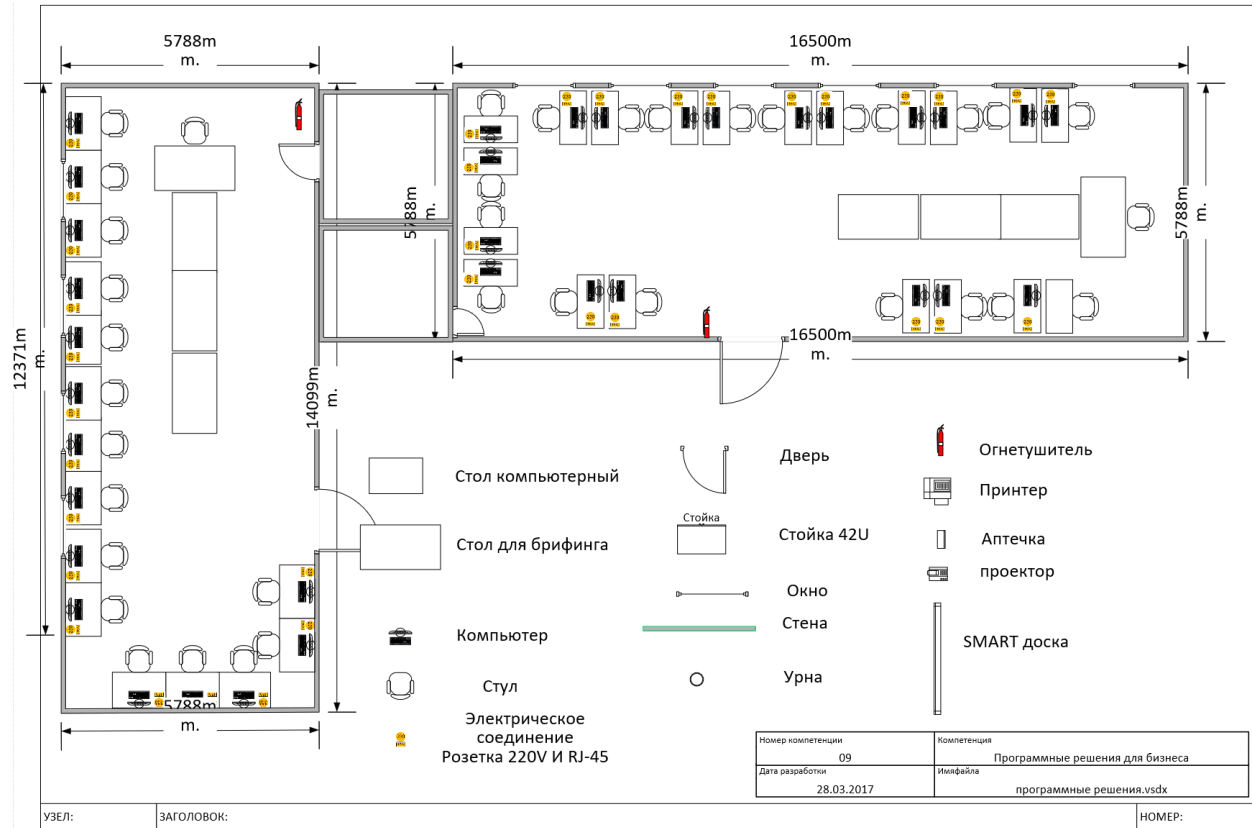 5788m
m.
16500m
m.
12371m
m.
14099m
m.
5788m
m.
5788m
m.
5788m
m.
16500m
m.
Стол компьютерный
Стол для брифинга
Компьютер
Стул
Электрическое
соединение
Розетка 220V И RJ-45
Дверь
Стойка
Стойка 42U
Окно
Стена
Урна
Огнетушитель
Принтер
Аптечка
проектор
SMART доска
Номер компетенции
09
Компетенция
Программные решения для бизнеса
Дата разработки
28.03.2017
Имяфайла
программные решения.vsdx
УЗЕЛ:
ЗАГОЛОВОК:
НОМЕР: